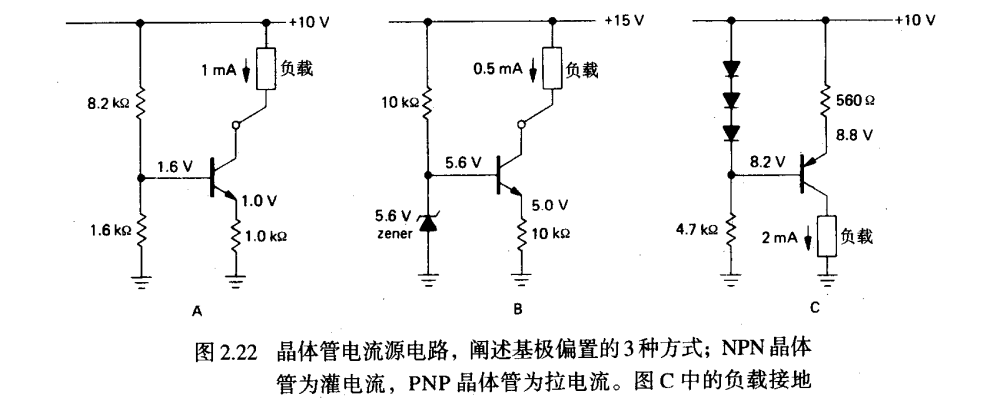 +10 V
1 mA
负载
8.2 kΩ
1.6 V
1.0 V
1.6 kΩ
1.0 kΩ
A
+15 V
0.5 mA
负载
10 kΩ
5.6 V
5.0 V
5.6 V
zener
10 kΩ
B
+10 V
560 Ω
8.8 V
8.2 V
4.7 kΩ
2 mA
负载
C
图 2.22 晶体管电流源电路，阐述基极偏置的3种方式；NPN 晶体
管为灌电流，PNP 晶体管为拉电流。图 C 中的负载接地